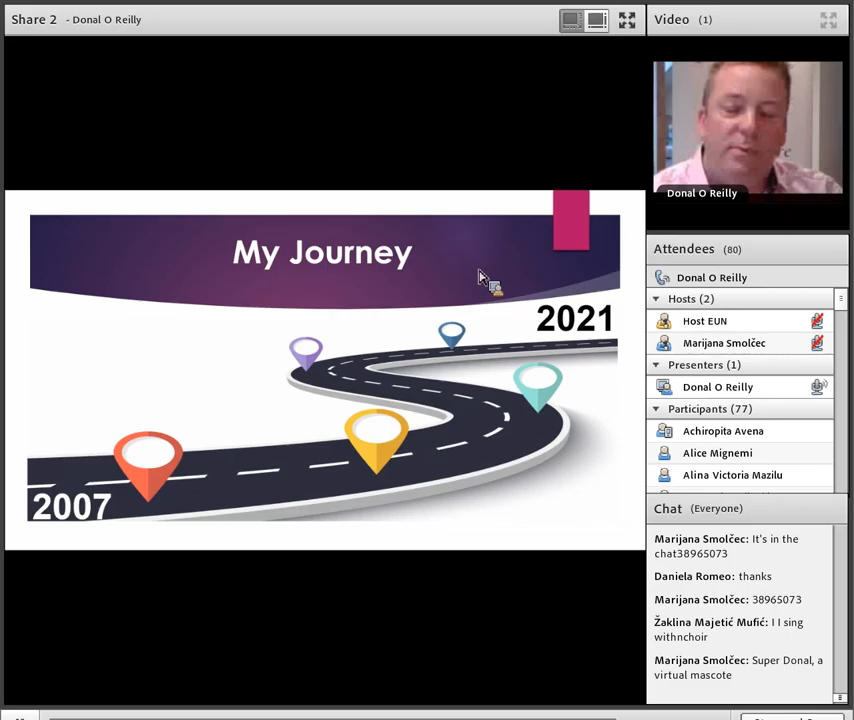 Share 2 - Donal O Reilly
Video (1)
Donal O Reilly
My Journey
2021
2007
Attendees (80)
Donal O Reilly
Hosts (2)
Host EUN
Marijana Smolčec
Presenters (1)
Donal O Reilly
Participants (77)
Achiropita Avena
Alice Mignemi
Alina Victoria Mazilu
Chat (Everyone)
Marijana Smolčec: It's in the
chat38965073
Daniela Romeo: thanks
Marijana Smolčec: 38965073
Žaklina Majetić Mufić: I I sing
withnchoir
Marijana Smolčec: Super Donal, a
virtual mascote